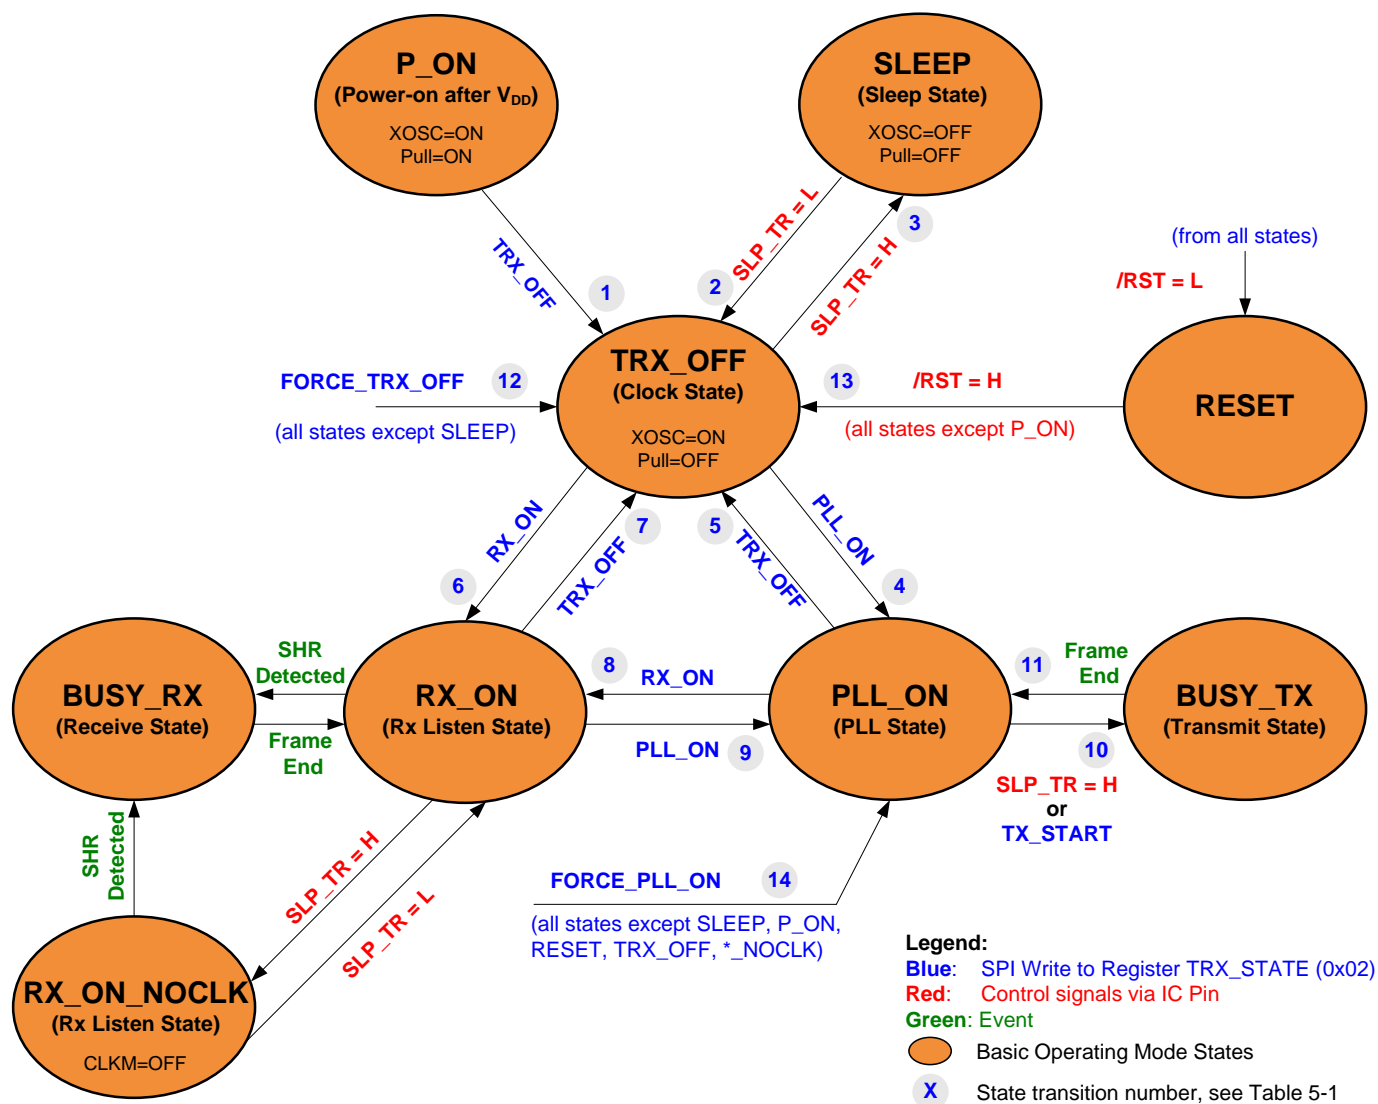 P_ON
(Power-on after VDD)
XOSC=ON
Pull=ON
SLEEP
(Sleep State)
XOSC=OFF
Pull=OFF
TRX_OFF
1
2
SLP_TR = L
SLP_TR = H
3
(from all states)
/RST = L
FORCE_TRX_OFF
12
(all states except SLEEP)
TRX_OFF
(Clock State)
XOSC=ON
Pull=OFF
13
/RST = H
(all states except P_ON)
RESET
RX_ON
6
7
TRX_OFF
5
TRX_OFF
PLL_ON
4
BUSY_RX
(Receive State)
SHR
Detected
Frame
End
RX_ON
(Rx Listen State)
8
RX_ON
PLL_ON
9
PLL_ON
(PLL State)
11
Frame
End
10
SLP_TR = H
or
TX_START
BUSY_TX
(Transmit State)
SHR
Detected
SLP_TR = H
SLP_TR = L
FORCE_PLL_ON
14
(all states except SLEEP, P_ON,
RESET, TRX_OFF, *_NOCLK)
RX_ON_NOCLK
(Rx Listen State)
CLKM=OFF
Legend:
Blue: SPI Write to Register TRX_STATE (0x02)
Red: Control signals via IC Pin
Green: Event
Basic Operating Mode States
X State transition number, see Table 5-1